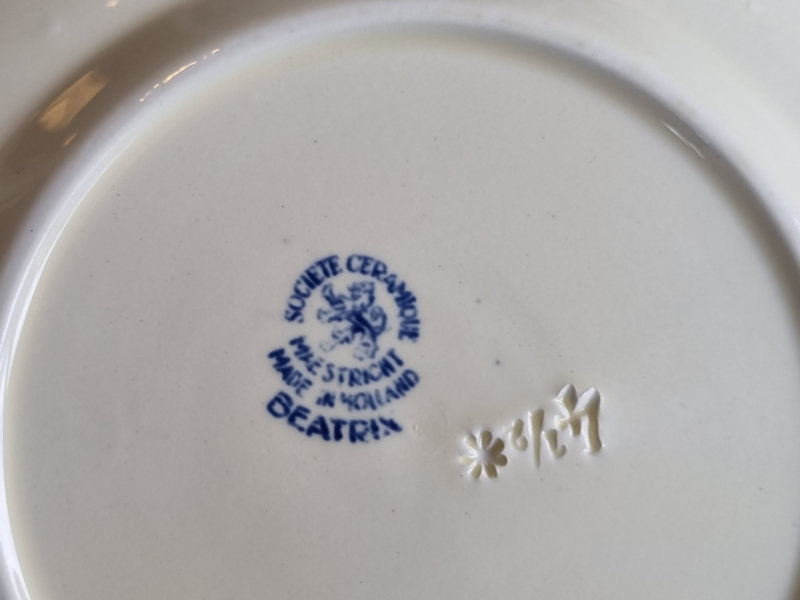 SOCIETE CERAMIQUE
MAESTRICHT
MADE IN HOLLAND
BEATRIX